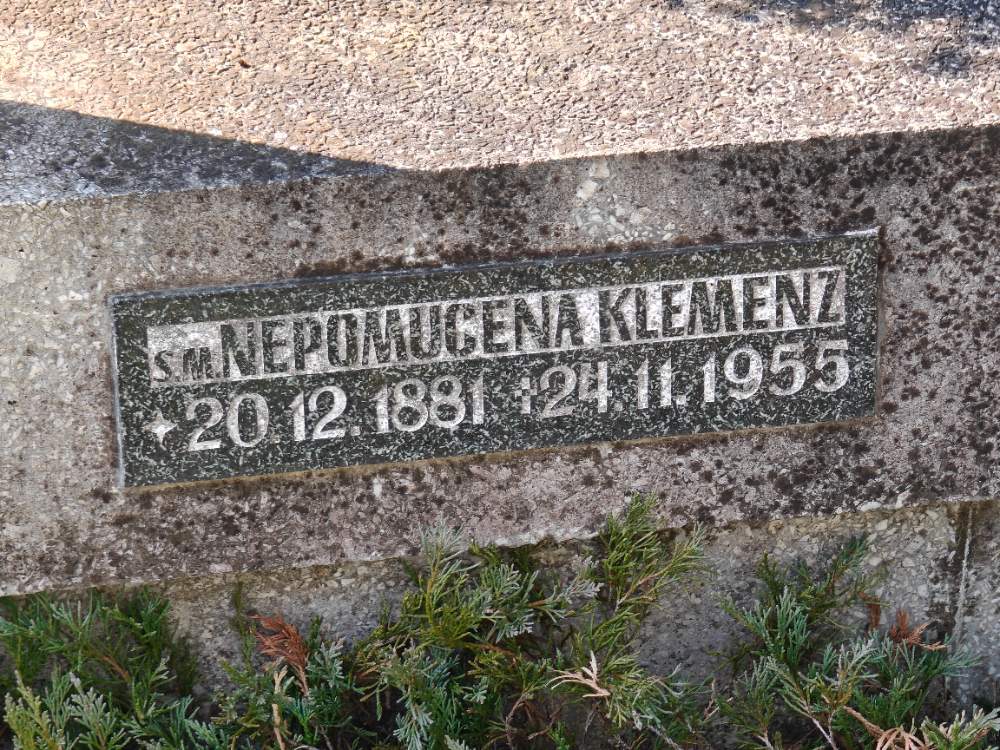 S.M. NEPOMUCENA KLEMENZ
20.12.1881 24.11.1955